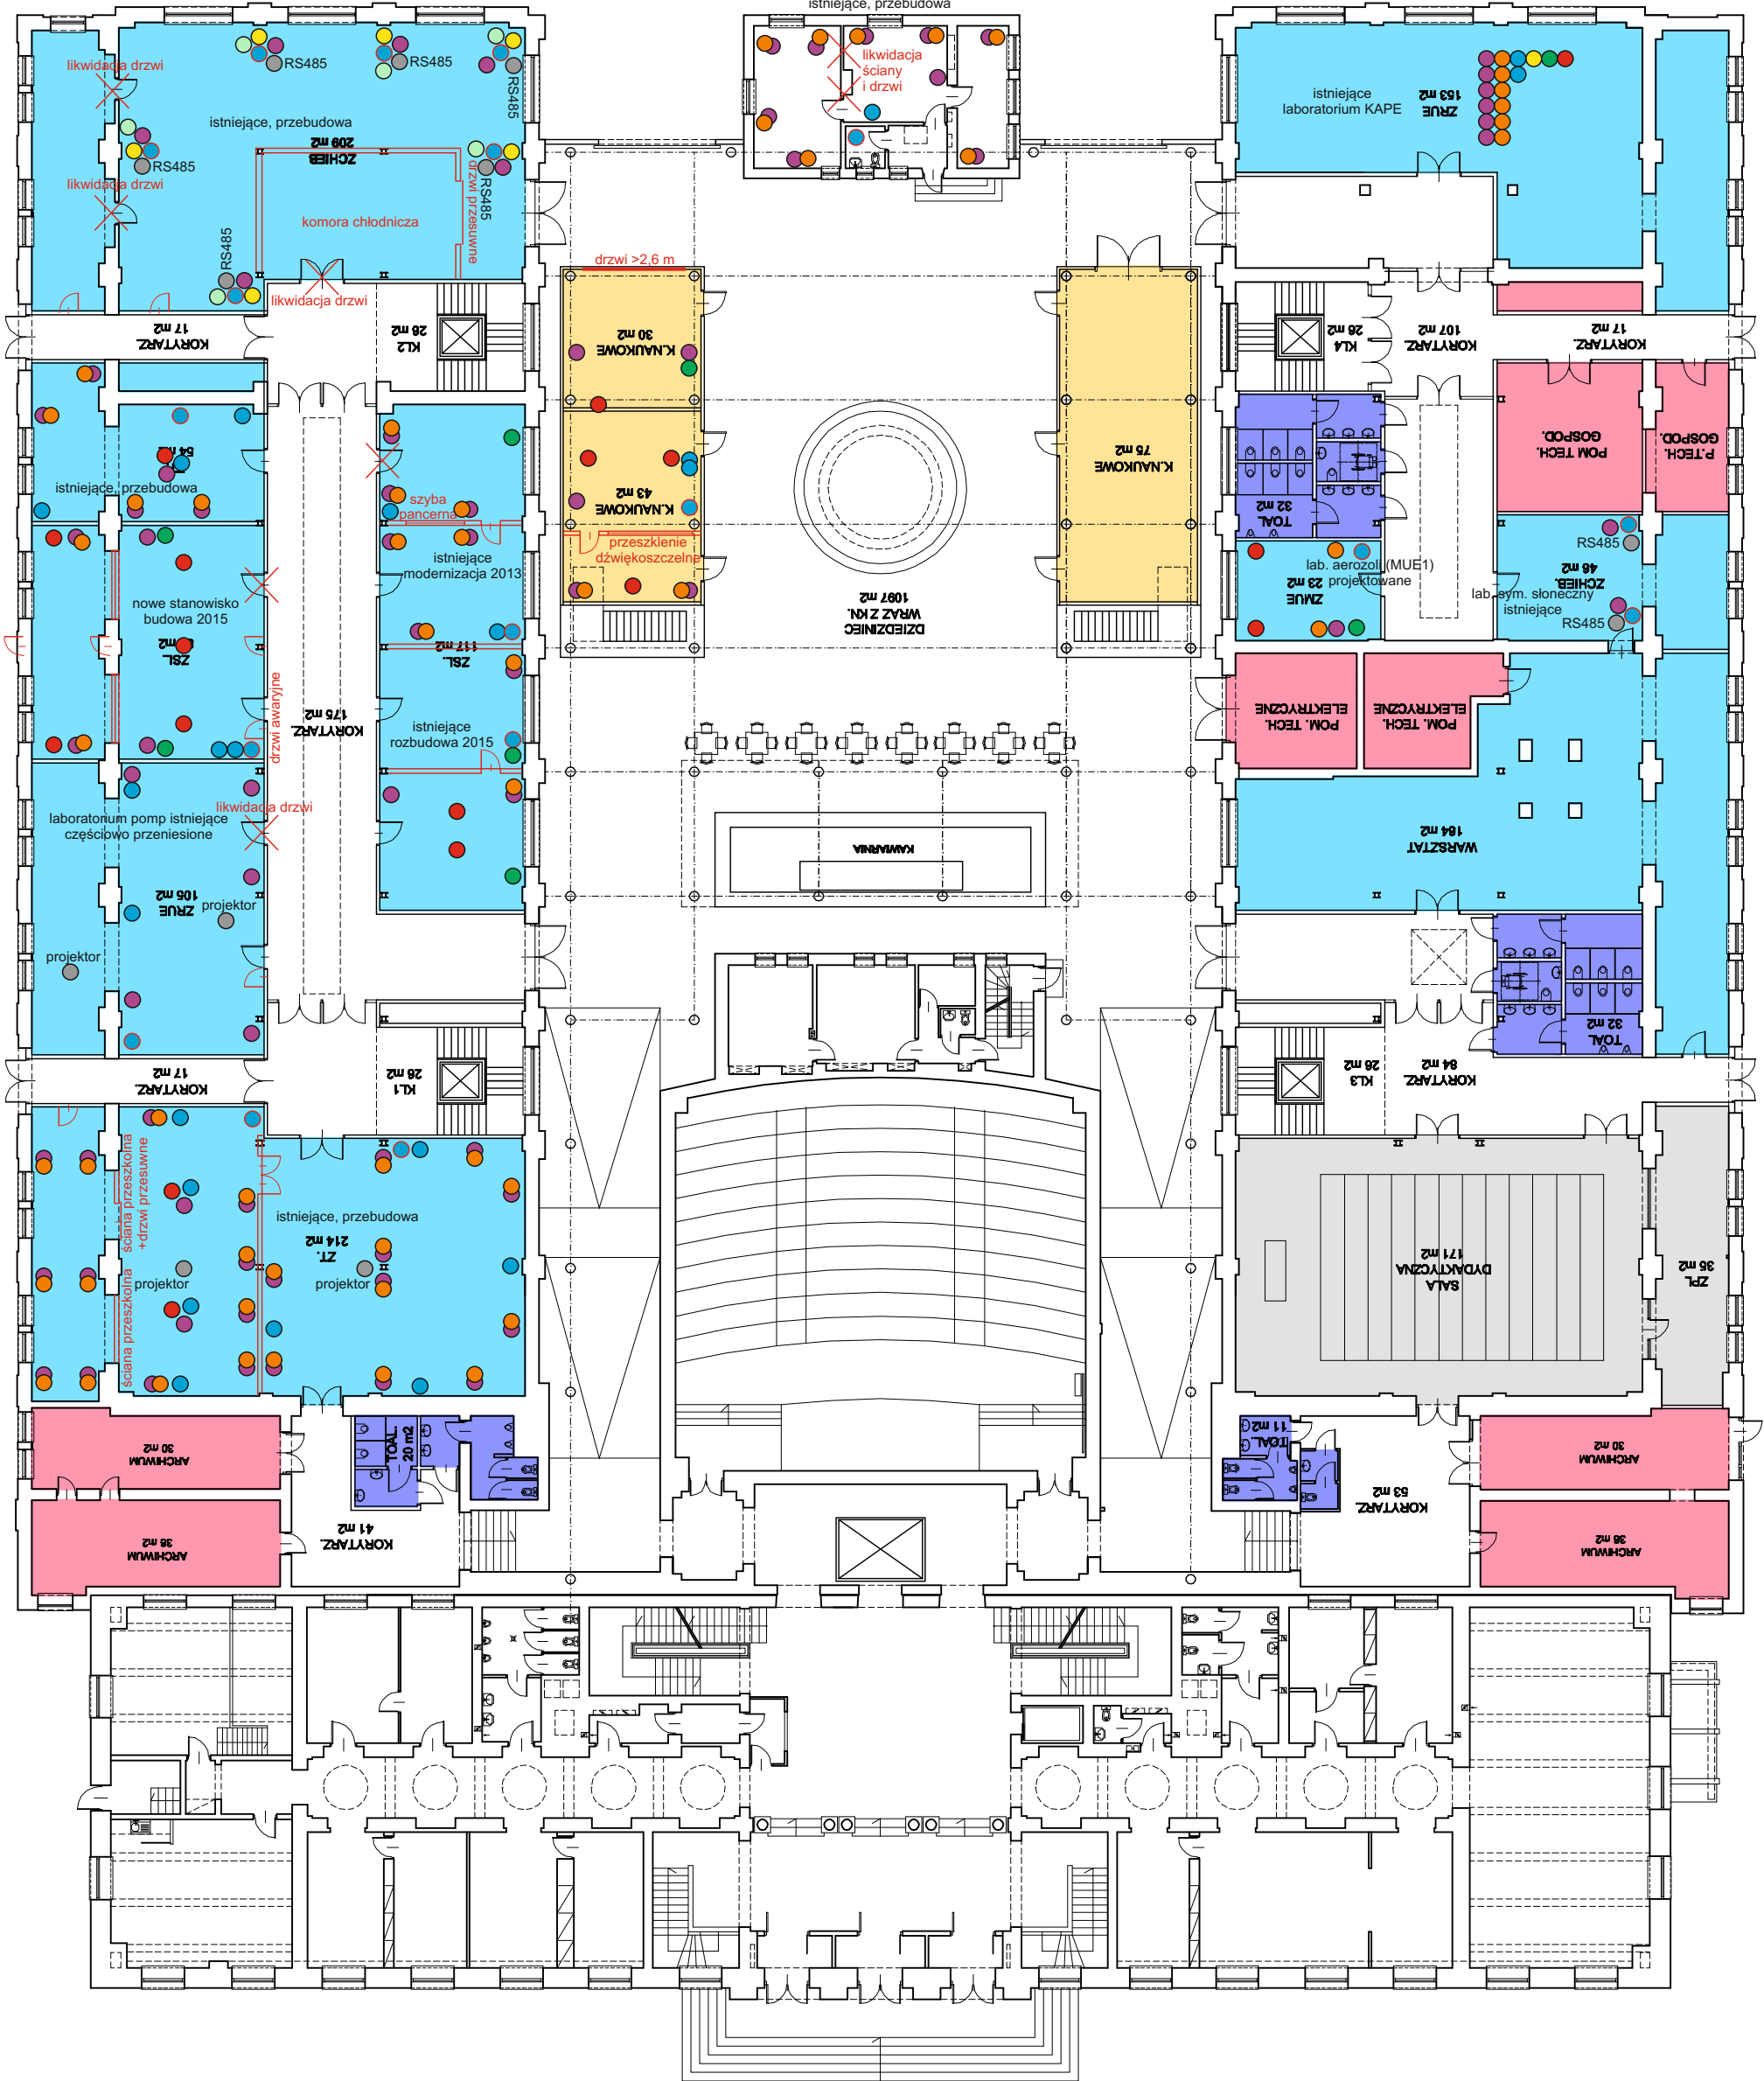 istniejące, przebudowa
likwidacja
ściany
i drzwi
likwidacja drzwi
RS485
RS485
RS485
istniejące, przebudowa
ZCHIEB
209 m2
RS485
likwidacja drzwi
RS485
drzwi przesuwne
komora chłodnicza
RS485
likwidacja drzwi
istniejące
laboratorium KAPE
ZRUE
153 m2
drzwi >2,6 m
KORYTARZ.
17 m2
KL2
26 m2
K.NAUKOWE
30 m2
K.NAUKOWE
43 m2
przeszklenie
dźwiękoszczelne
K.NAUKOWE
75 m2
KL4
26 m2
KORYTARZ.
107 m2
KORYTARZ.
17 m2
POM TECH.
GOSPOD.
P.TECH.
GOSPOD.
TOAL.
32 m2
54 m2
istniejące, przebudowa
szyba
pancerna
istniejące
modernizacja 2013
nowe stanowisko
budowa 2015
ZSL.
ZSL.
117 m2
drzwi awaryjne
KORYTARZ.
175 m2
istniejące
rozbudowa 2015
DZIEDZINIEC
WRAZ Z KN.
1097 m2
lab. aerozoli (MUE1)
projektowane
ZMUE
23 m2
RS485
ZCHIEB.
46 m2
lab. sym. słoneczny
istniejące
RS485
POM. TECH.
ELEKTRYCZNE
POM. TECH.
ELEKTRYCZNE
likwidacja drzwi
laboratorium pomp istniejące
częściowo przeniesione
ZRUE
105 m2
projektor
projektor
KAWIARNIA
WARSZTAT
184 m2
TOAL.
32 m2
KORYTARZ.
17 m2
KL1
26 m2
KL3
26 m2
KORYTARZ.
84 m2
ściana przeszkolna
+drzwi przesuwne
ściana przeszkolna
istniejące, przebudowa
ZT.
214 m2
projektor
projektor
SALA
DYDAKTYCZNA
171 m2
ZPL
35 m2
ARCHIWUM
30 m2
TOAL.
20 m2
TOAL.
11 m2
ARCHIWUM
30 m2
ARCHIWUM
36 m2
KORYTARZ.
41 m2
KORYTARZ.
53 m2
ARCHIWUM
36 m2